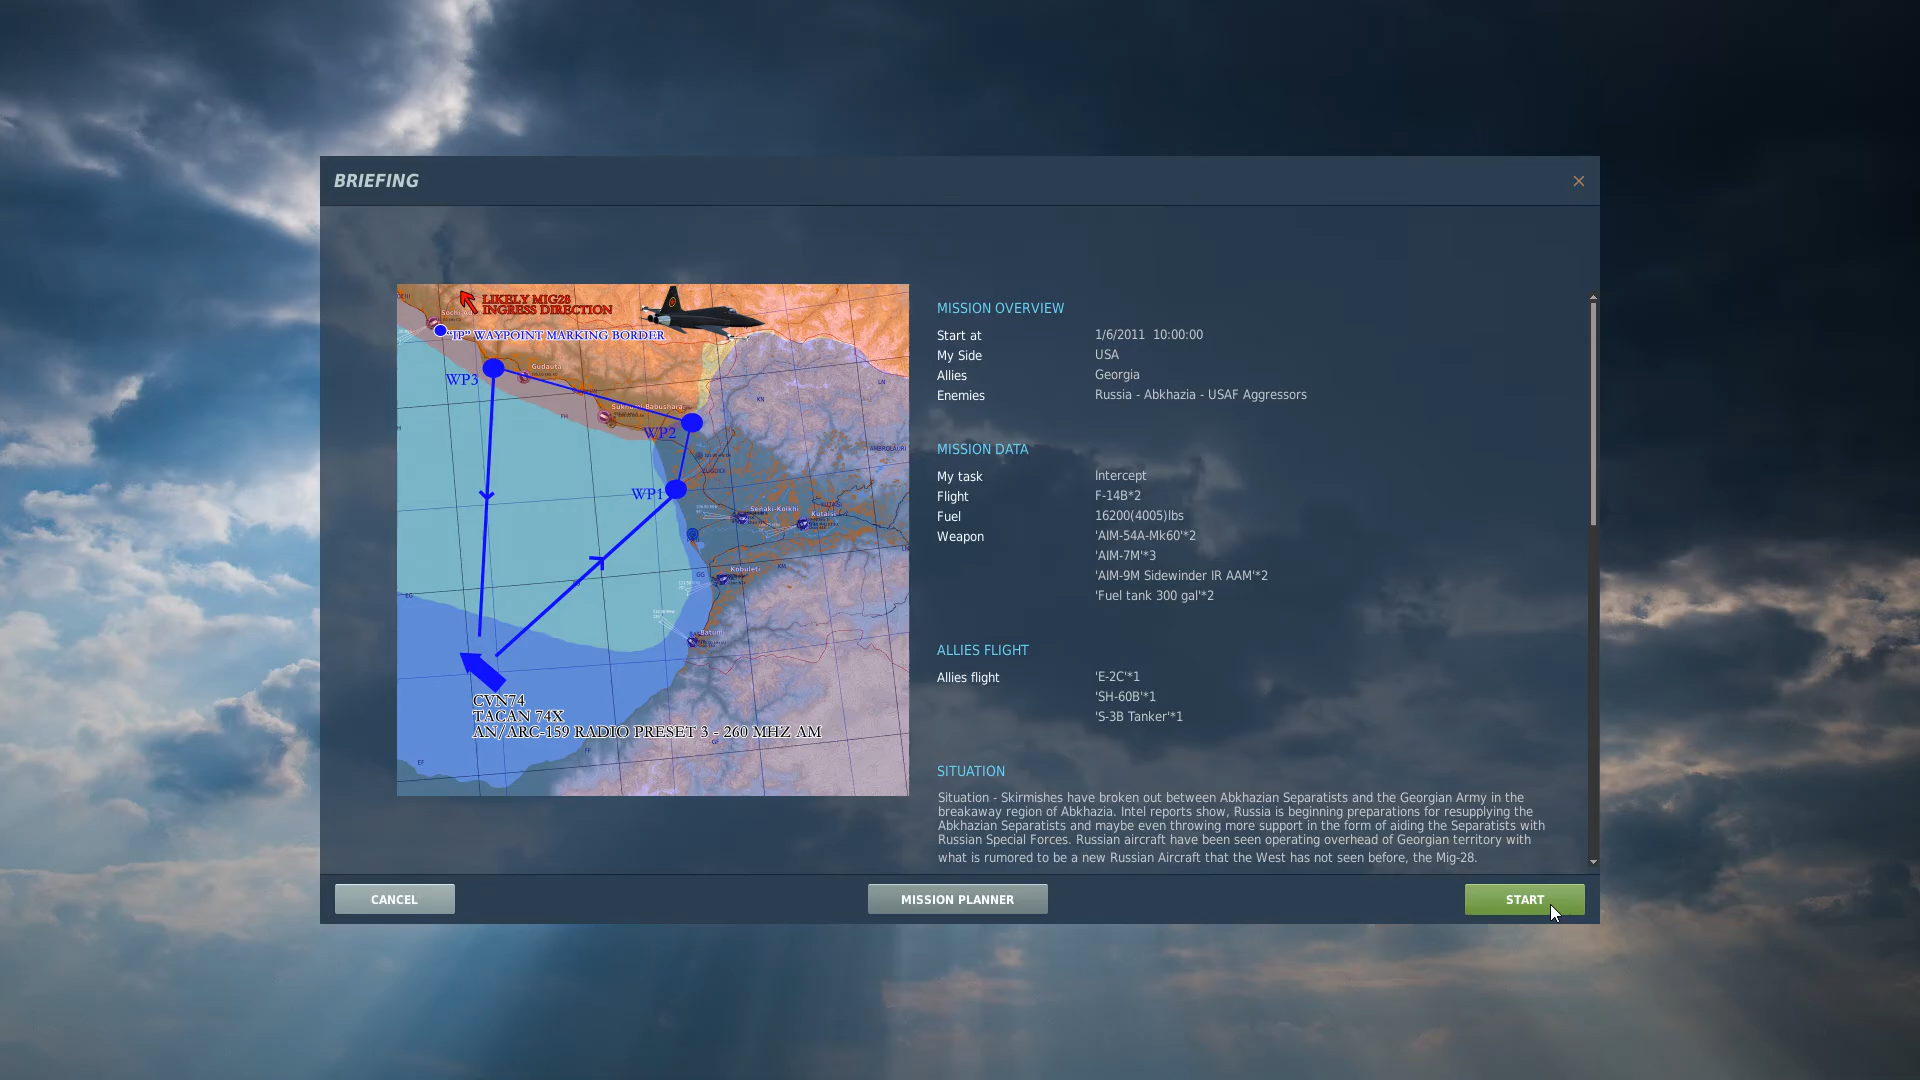 BRIEFING
LIKELY MIG28
INGRESS DIRECTION
"IP" WAYPOINT MARKING BORDER
WP3
Gudauta
Sukhumi-Babushara
WP2
WP1
Senaki-Kolkhi
Kutaisi
Kobuleti
Batumi
CVN74
TACAN 74X
AN/ARC-159 RADIO PRESET 3 - 260 MHZ AM
MISSION OVERVIEW
Start at 1/6/2011 10:00:00
My Side USA
Allies Georgia
Enemies Russia - Abkhazia - USAF Aggressors
MISSION DATA
My task Intercept
Flight F-14B*2
Fuel 16200(4005)lbs
Weapon 'AIM-54A-Mk60'*2
'AIM-7M'*3
'AIM-9M Sidewinder IR AAM'*2
'Fuel tank 300 gal'*2
ALLIES FLIGHT
Allies flight 'E-2C'*1
'SH-60B'*1
'S-3B Tanker'*1
SITUATION
Situation - Skirmishes have broken out between Abkhazian Separatists and the Georgian Army in the
breakaway region of Abkhazia. Intel reports show, Russia is beginning preparations for resupplying the
Abkhazian Separatists and maybe even throwing more support in the form of aiding the Separatists with
Russian Special Forces. Russian aircraft have been seen operating overhead of Georgian territory with
what is rumored to be a new Russian Aircraft that the West has not seen before, the Mig-28.
CANCEL
MISSION PLANNER
START